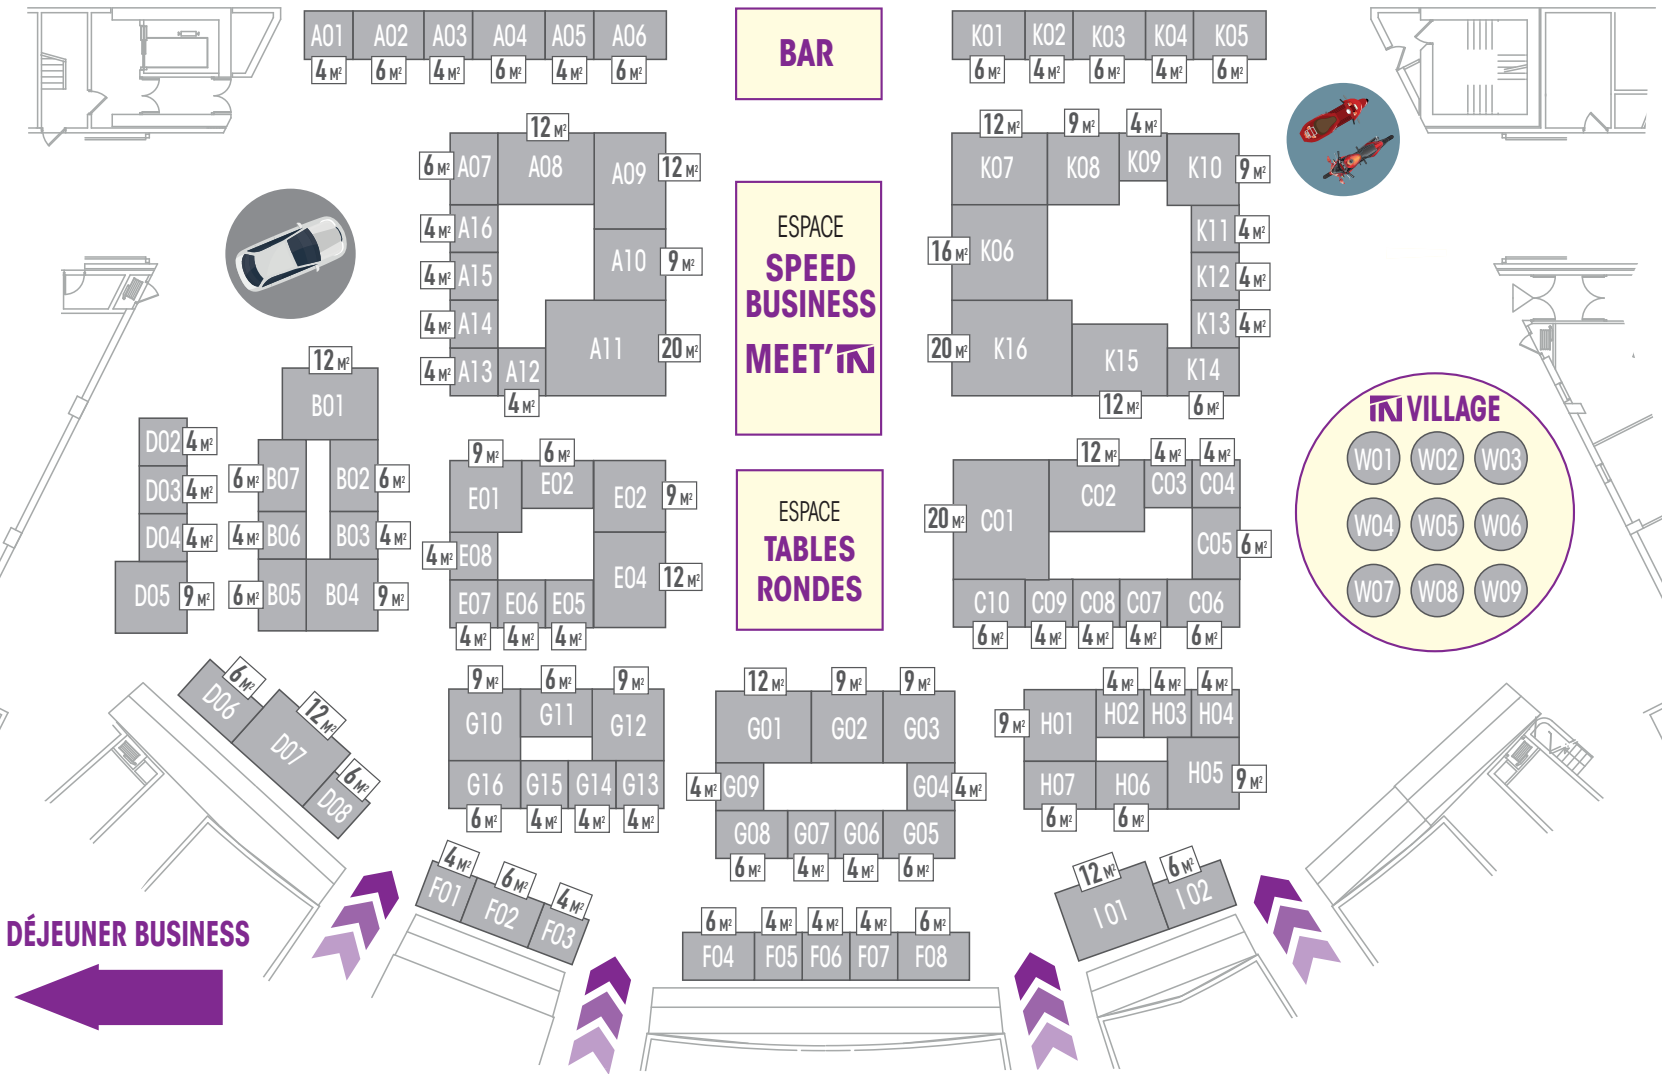 A01 A02 A03 A04 A05 A06
4 M² 6 M² 4 M² 6 M² 4 M² 6 M²
BAR
K01 K02 K03 K04 K05
6 M² 4 M² 6 M² 4 M² 6 M²
12 M²
6 M² A07 A08 A09 12 M²
4 M² A16
4 M² A15 A10 9 M²
4 M² A14 A11 20 M²
4 M² A13 A12
4 M²
ESPACE
SPEED
BUSINESS
MEET'IN
12 M² 9 M² 4 M²
K07 K08 K09 K10 9 M²
16 M² K06 K11 4 M²
K12 4 M²
K13 4 M²
20 M² K16 K15 K14
12 M² 6 M²
12 M²
B01
D02 4 M²
D03 4 M²
D04 4 M²
D05 9 M²
6 M² B07 B02 6 M²
4 M² B06 B03 4 M²
6 M² B05 B04 9 M²
9 M² 6 M²
E01 E02 E02 9 M²
4 M² E08 E04 12 M²
E07 E06 E05
4 M² 4 M² 4 M²
ESPACE
TABLES
RONDES
12 M² 4 M² 4 M²
20 M² C01 C02 C03 C04
C05 6 M²
C10 C09 C08 C07 C06
6 M² 4 M² 4 M² 4 M² 6 M²
IN VILLAGE
W01 W02 W03
W04 W05 W06
W07 W08 W09
6 M² 12 M² 6 M²
D06 D07 D08
9 M² 6 M² 9 M²
G10 G11 G12
G16 G15 G14 G13
6 M² 4 M² 4 M² 4 M²
12 M² 9 M² 9 M²
G01 G02 G03
4 M² G09 G04 4 M²
G08 G07 G06 G05
6 M² 4 M² 4 M² 6 M²
4 M² 4 M² 4 M²
9 M² H01 H02 H03 H04
H07 H06 H05 9 M²
6 M² 6 M²
4 M² 6 M² 4 M²
F01 F02 F03
6 M² 4 M² 4 M² 4 M² 6 M²
F04 F05 F06 F07 F08
12 M² 6 M²
I01 I02
DÉJEUNER BUSINESS